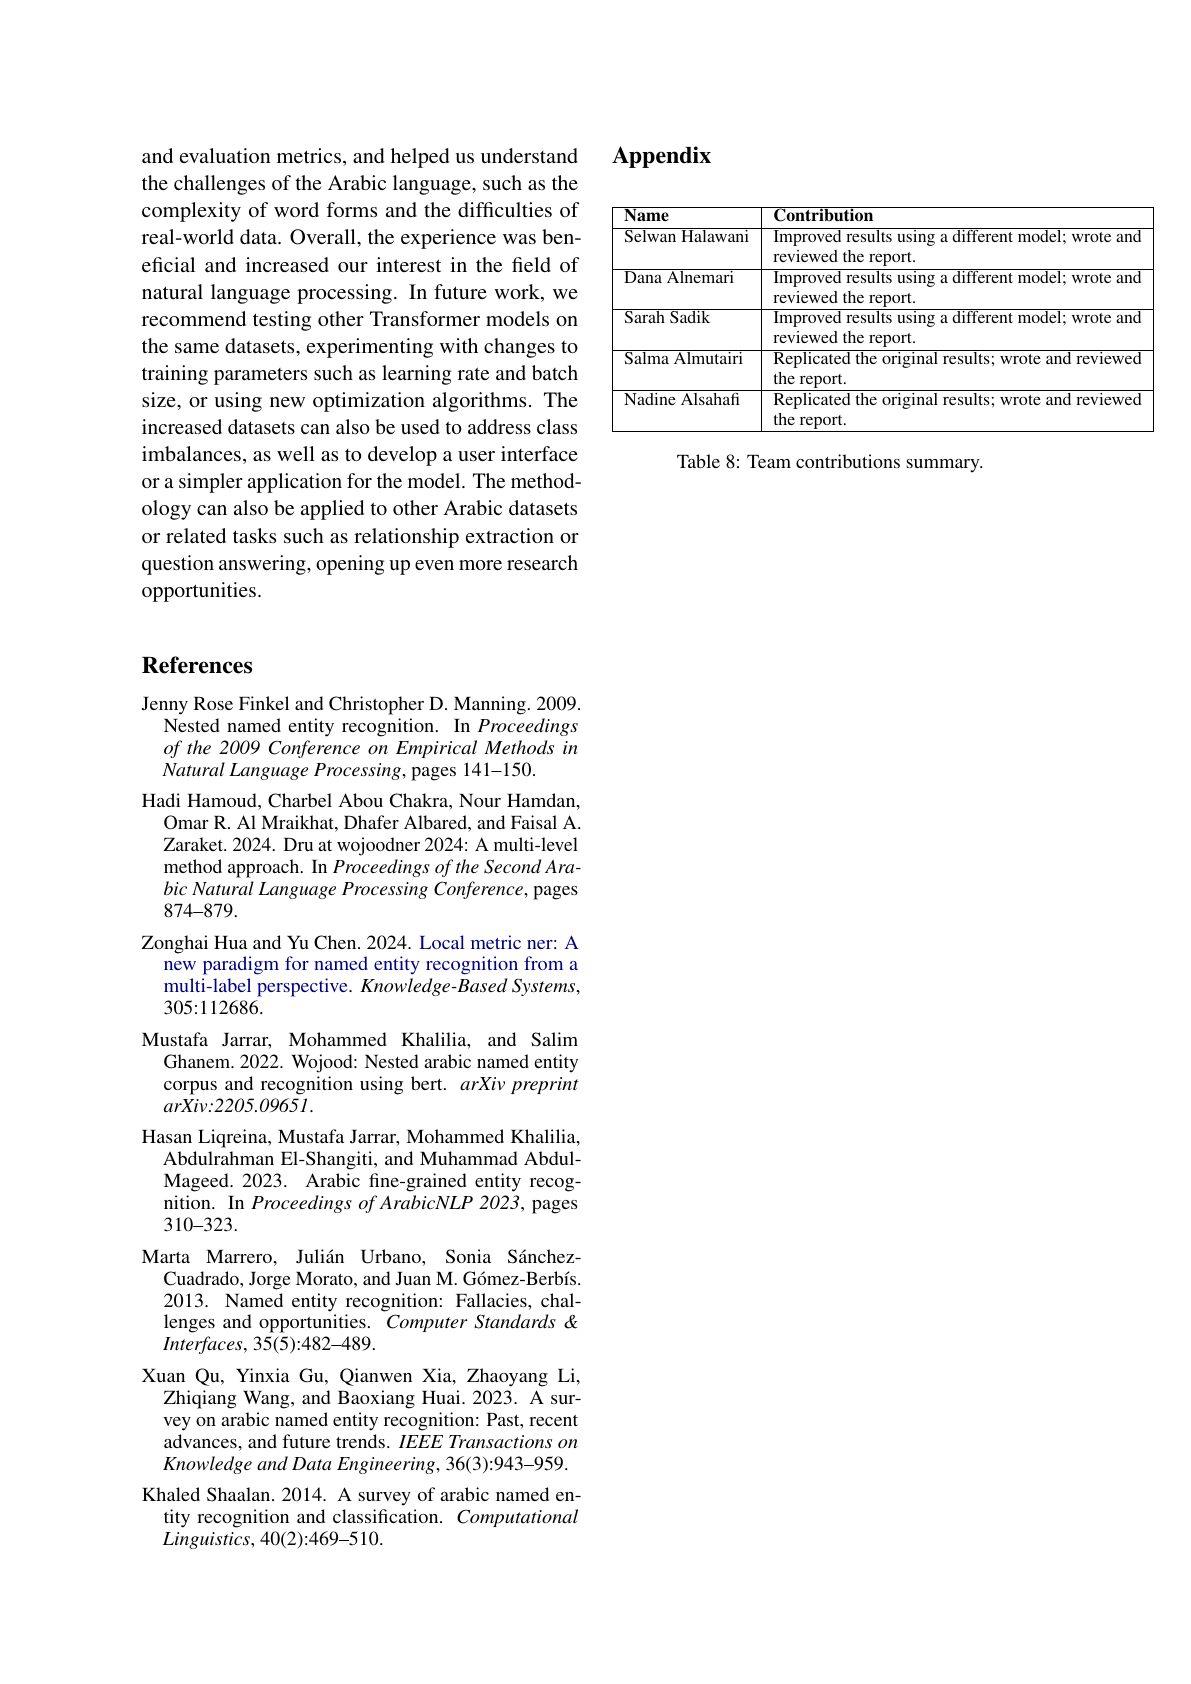 and evaluation metrics, and helped us understand
the challenges of the Arabic language, such as the
complexity of word forms and the difficulties of
real-world data. Overall, the experience was ben-
eficial and increased our interest in the field of
natural language processing. In future work, we
recommend testing other Transformer models on
the same datasets, experimenting with changes to
training parameters such as learning rate and batch
size, or using new optimization algorithms. The
increased datasets can also be used to address class
imbalances, as well as to develop a user interface
or a simpler application for the model. The method-
ology can also be applied to other Arabic datasets
or related tasks such as relationship extraction or
question answering, opening up even more research
opportunities.
References
Jenny Rose Finkel and Christopher D. Manning. 2009.
Nested named entity recognition. In Proceedings
of the 2009 Conference on Empirical Methods in
Natural Language Processing, pages 141–150.
Hadi Hamoud, Charbel Abou Chakra, Nour Hamdan,
Omar R. Al Mraikhat, Dhafer Albared, and Faisal A.
Zaraket. 2024. Dru at wojoodner 2024: A multi-level
method approach. In Proceedings of the Second Ara-
bic Natural Language Processing Conference, pages
874–879.
Zonghai Hua and Yu Chen. 2024. Local metric ner: A
new paradigm for named entity recognition from a
multi-label perspective. Knowledge-Based Systems,
305:112686.
Mustafa Jarrar, Mohammed Khalilia, and Salim
Ghanem. 2022. Wojood: Nested arabic named entity
corpus and recognition using bert. arXiv preprint
arXiv:2205.09651.
Hasan Liqreina, Mustafa Jarrar, Mohammed Khalilia,
Abdulrahman El-Shangiti, and Muhammad Abdul-
Mageed. 2023. Arabic fine-grained entity recog-
nition. In Proceedings of ArabicNLP 2023, pages
310–323.
Marta Marrero, Julián Urbano, Sonia Sánchez-
Cuadrado, Jorge Morato, and Juan M. Gómez-Berbís.
2013. Named entity recognition: Fallacies, chal-
lenges and opportunities. Computer Standards &
Interfaces, 35(5):482–489.
Xuan Qu, Yinxia Gu, Qianwen Xia, Zhaoyang Li,
Zhiqiang Wang, and Baoxiang Huai. 2023. A sur-
vey on arabic named entity recognition: Past, recent
advances, and future trends. IEEE Transactions on
Knowledge and Data Engineering, 36(3):943–959.
Khaled Shaalan. 2014. A survey of arabic named en-
tity recognition and classification. Computational
Linguistics, 40(2):469–510.
Appendix
Name Contribution
Selwan Halawani Improved results using a different model; wrote and
reviewed the report.
Dana Alnemari Improved results using a different model; wrote and
reviewed the report.
Sarah Sadik Improved results using a different model; wrote and
reviewed the report.
Salma Almutairi Replicated the original results; wrote and reviewed
the report.
Nadine Alsahafi Replicated the original results; wrote and reviewed
the report.
Table 8: Team contributions summary.